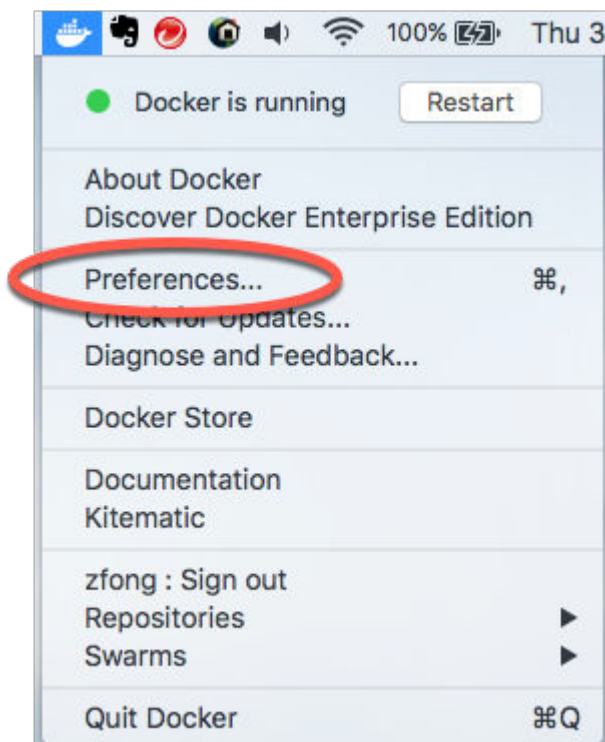 100% Thu 3
Docker is running Restart
About Docker
Discover Docker Enterprise Edition
Preferences... ⌘,
Check for Updates...
Diagnose and Feedback...
Docker Store
Documentation
Kitematic
zfong : Sign out
Repositories
Swarms
Quit Docker ⌘Q